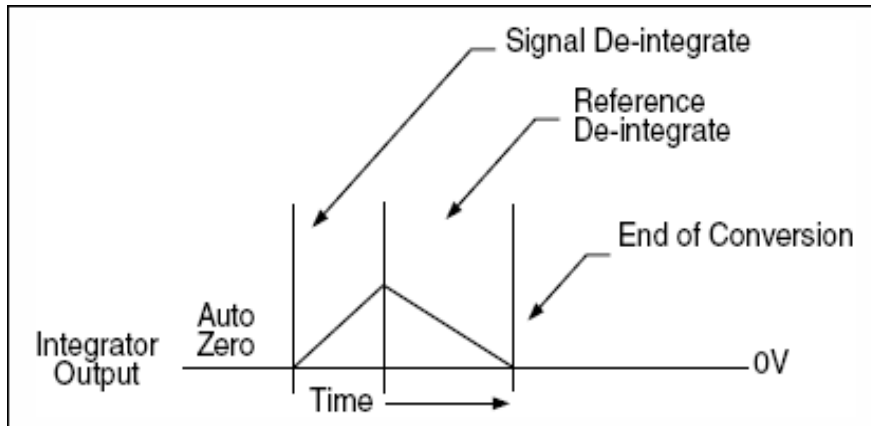 Signal De-integrate
Reference
De-integrate
End of Conversion
Auto
Zero
Integrator
Output
0V
Time